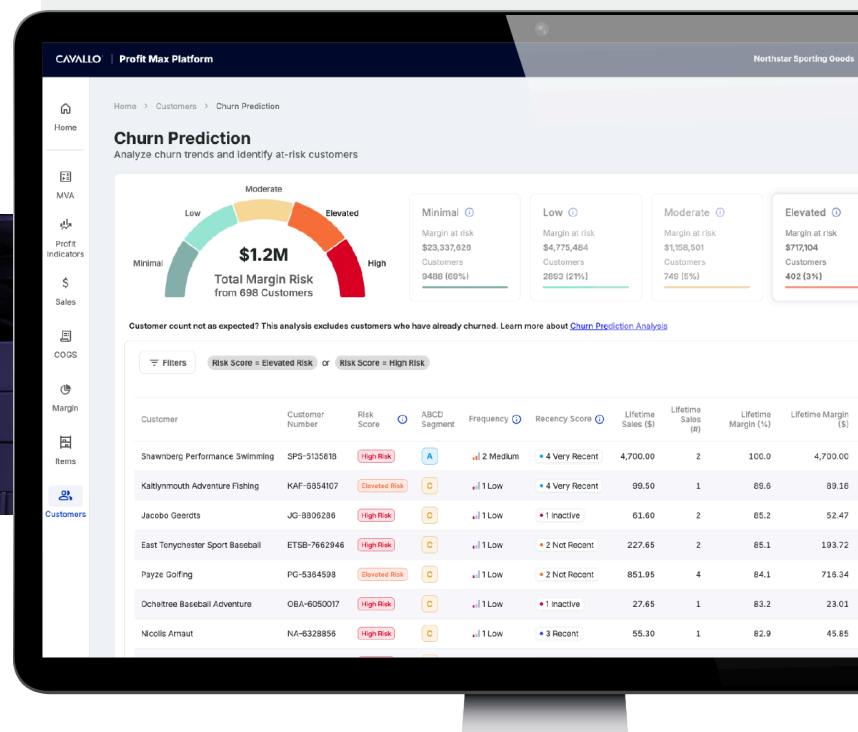 CAVALLO Profit Max Platform
Northstar Sporting Goods
Home > Customers > Churn Prediction
Home
MVA
Profit
Indicators
Sales
COGS
Margin
Items
Customers
Churn Prediction
Analyze churn trends and identify at-risk customers
Minimal
Low
Moderate
Elevated
High
$1.2M
Total Margin Risk
from 698 Customers
Minimal
Margin at risk
$23,337,626
Customers
9488 (69%)
Low
Margin at risk
$4,775,484
Customers
2893 (21%)
Moderate
Margin at risk
$1,158,501
Customers
749 (5%)
Elevated
Margin at risk
$717,104
Customers
402 (3%)
Customer count not as expected? This analysis excludes customers who have already churned. Learn more about Churn Prediction Analysis
Filters Risk Score = Elevated Risk or Risk Score = High Risk
Customer
Customer
Number
Risk
Score
ABCD
Segment
Frequency
Recency Score
Lifetime
Sales ($)
Lifetime
Sales
(#)
Lifetime
Margin (%)
Lifetime Margin
($)
Shawnberg Performance Swimming SPS-5135818 High Risk A 2 Medium 4 Very Recent 4,700.00 2 100.0 4,700.00
Kaitlynmouth Adventure Fishing KAF-6854107 Elevated Risk C 1 Low 4 Very Recent 99.50 1 89.6 89.18
Jacobo Geerdts JG-8806286 High Risk C 1 Low 1 Inactive 61.60 2 85.2 52.47
East Tonychester Sport Baseball ETSB-7662946 High Risk C 1 Low 2 Not Recent 227.65 2 85.1 193.72
Payze Golfing PG-5364598 Elevated Risk C 1 Low 2 Not Recent 851.95 4 84.1 716.34
Ocheltree Baseball Adventure OBA-6050017 High Risk C 1 Low 1 Inactive 27.65 1 83.2 23.01
Nicolis Arnaut NA-6328856 High Risk C 1 Low 3 Recent 55.30 1 82.9 45.85